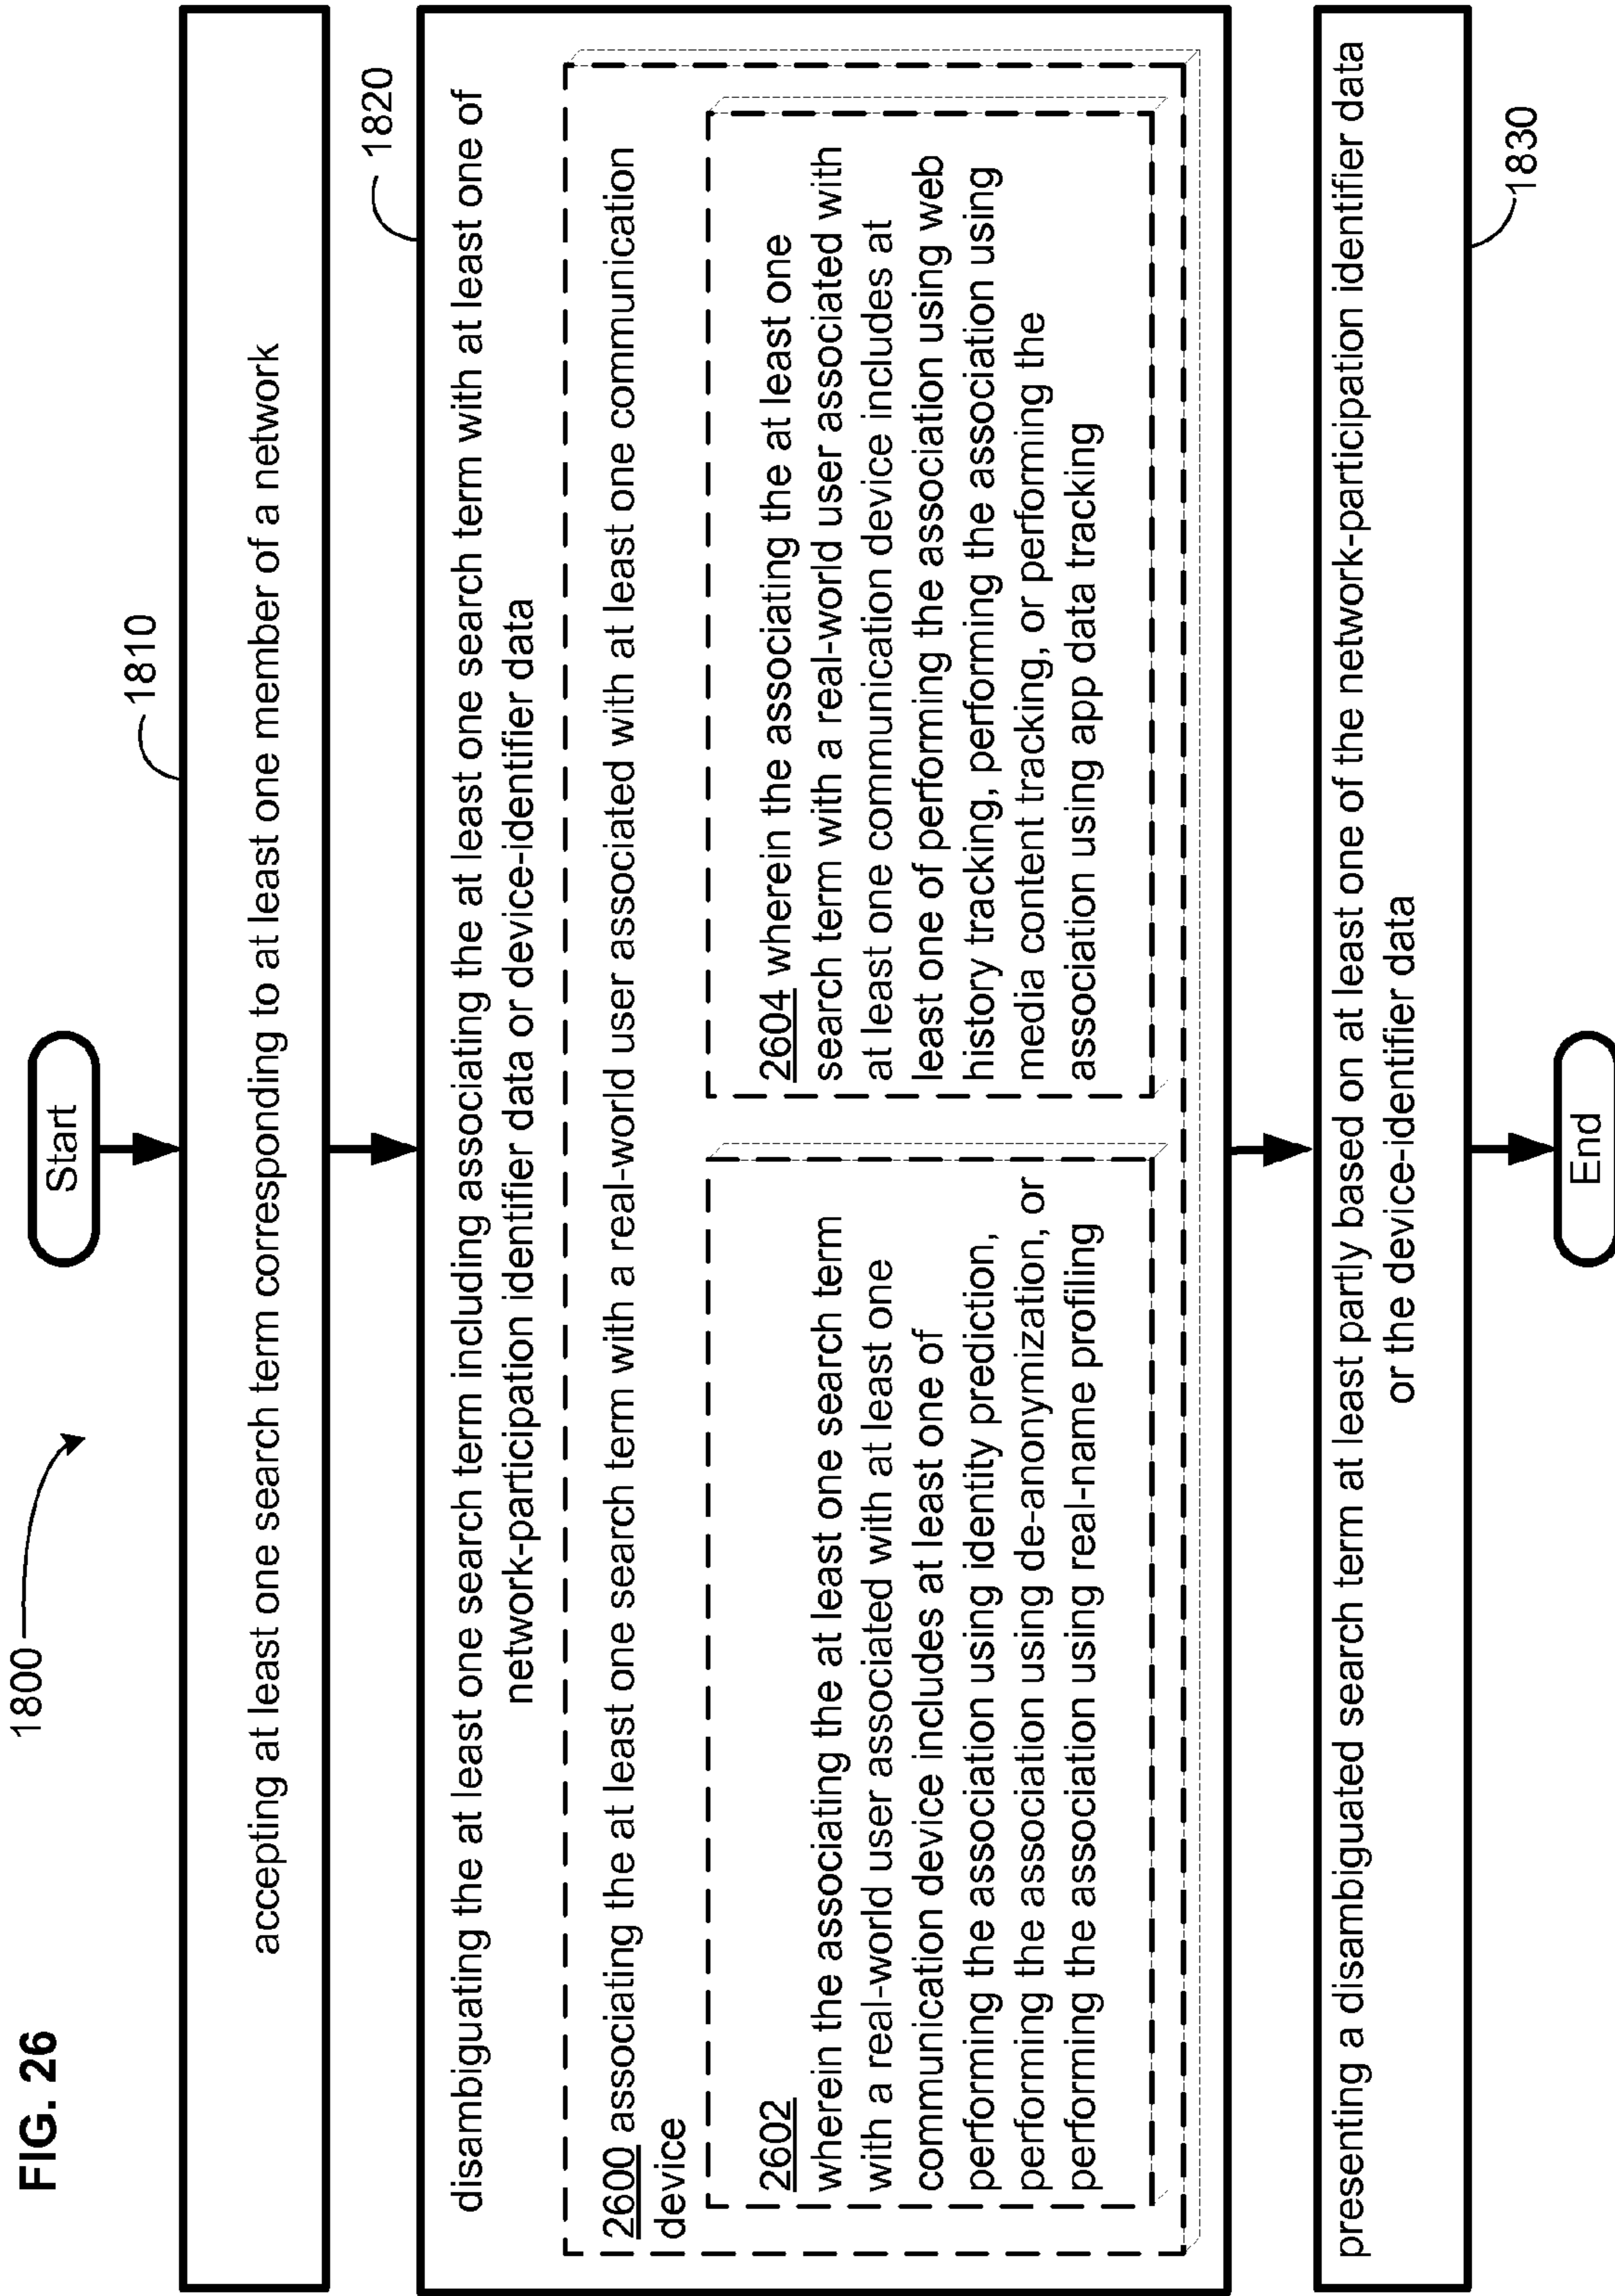 FIG. 26
1800
Start
1810
accepting at least one search term corresponding to at least one member of a network
1820
disambiguating the at least one search term including associating the at least one search term with at least one of
network-participation identifier data or device-identifier data
2600 associating the at least one search term with a real-world user associated with at least one communication
device
2602
wherein the associating the at least one search term
with a real-world user associated with at least one
communication device includes at least one of
performing the association using identity prediction,
performing the association using de-anonymization, or
performing the association using real-name profiling
2604 wherein the associating the at least one
search term with a real-world user associated with
at least one communication device includes at
least one of performing the association using web
history tracking, performing the association using
media content tracking, or performing the
association using app data tracking
presenting a disambiguated search term at least partly based on at least one of the network-participation identifier data
or the device-identifier data
1830
End